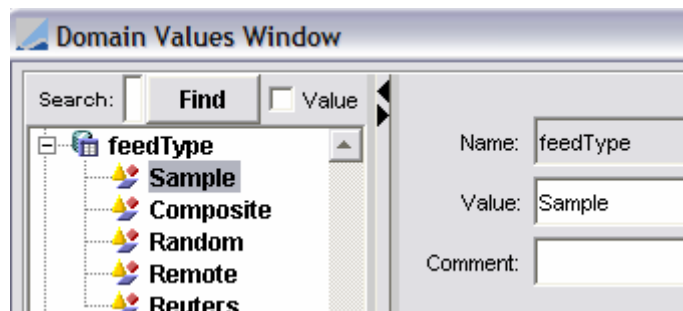 Domain Values Window
Search: Find Value
feedType
Sample
Composite
Random
Remote
Reuters
Name: feedType
Value: Sample
Comment: